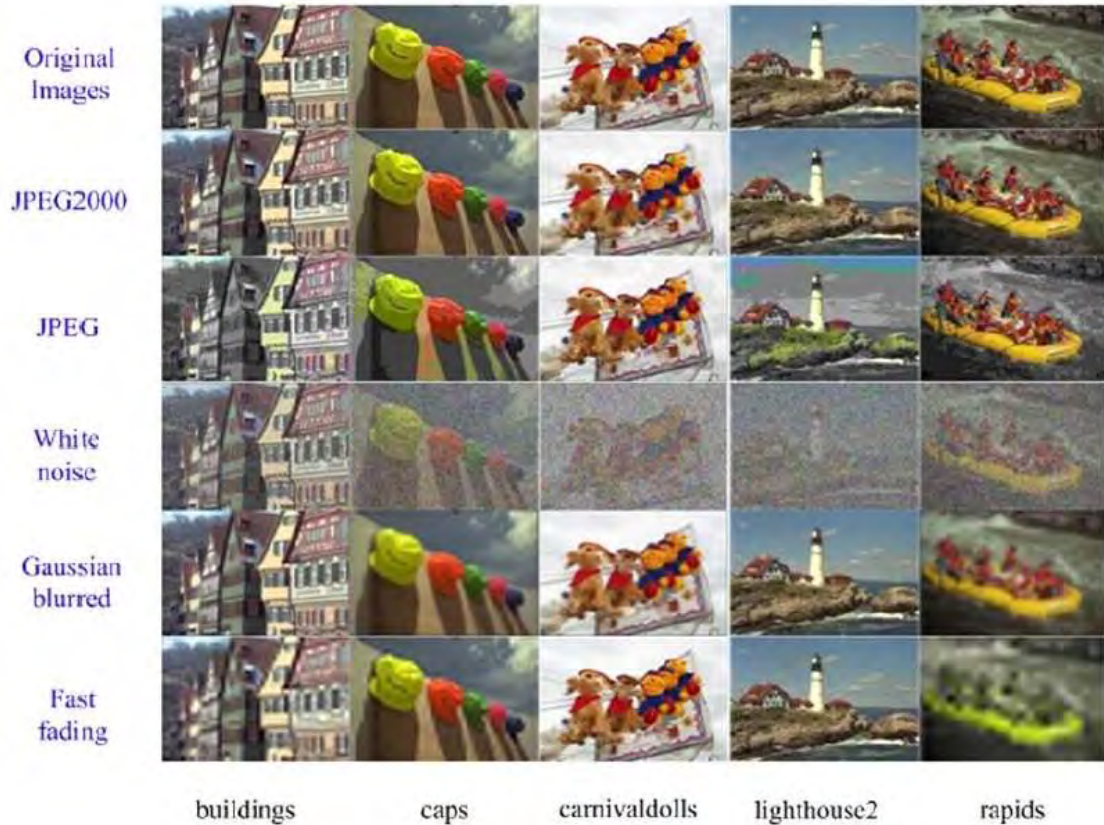 Original
Images
JPEG2000
JPEG
White
noise
Gaussian
blurred
Fast
fading
buildings
caps
carnivaldolls
lighthouse2
rapids